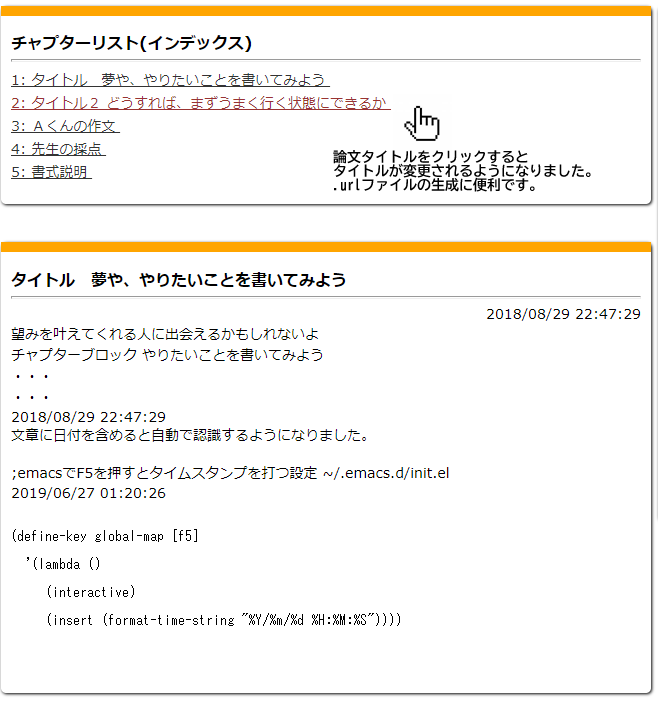 チャプターリスト(インデックス)
1: タイトル　夢や、やりたいことを書いてみよう
2: タイトル２ どうすれば、まずうまく行く状態にできるか
3: Ａくんの作文
4: 先生の採点
5: 書式説明
論文タイトルをクリックすると
タイトルが変更されるようになりました。
.urlファイルの生成に便利です。
タイトル　夢や、やりたいことを書いてみよう
2018/08/29 22:47:29
望みを叶えてくれる人に出会えるかもしれないよ
チャプターブロック やりたいことを書いてみよう
・・・
・・・
2018/08/29 22:47:29
文章に日付を含めると自動で認識するようになりました。
;emacsでF5を押すとタイムスタンプを打つ設定 ~/.emacs.d/init.el
2019/06/27 01:20:26
(define-key global-map [f5]
'(lambda ()
(interactive)
(insert (format-time-string "%Y/%m/%d %H:%M:%S"))))